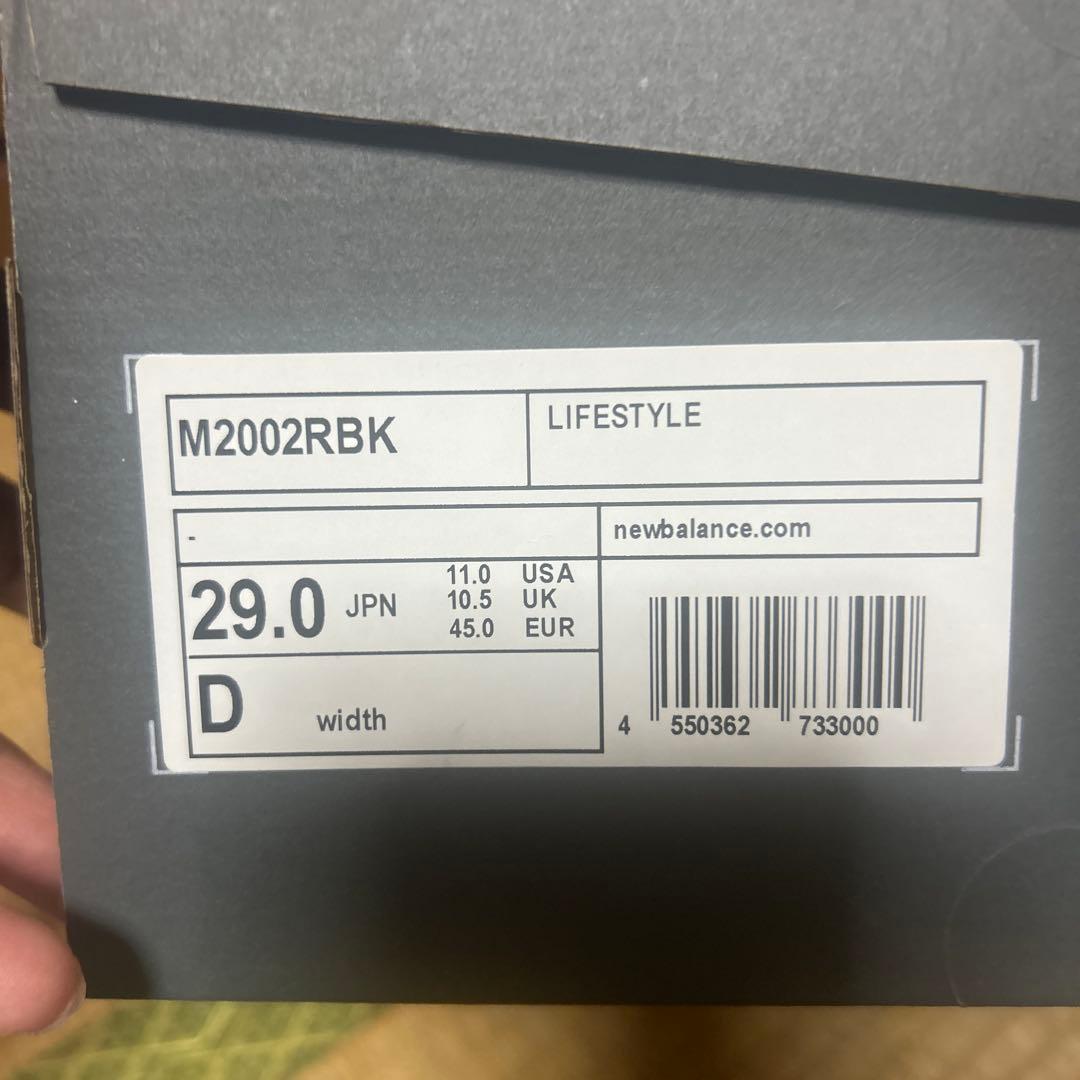 M2002RBK
LIFESTYLE
-
newbalance.com
29.0 JPN
11.0 USA
10.5 UK
45.0 EUR
D width
4 550362 733000